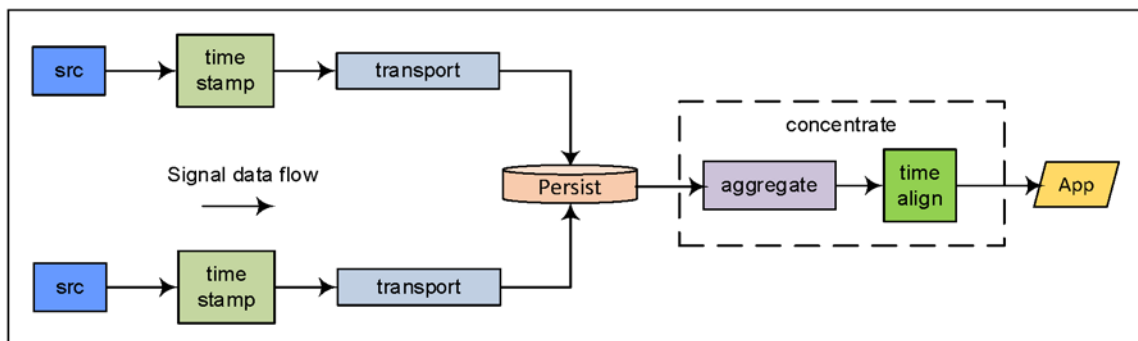 src
time
stamp
transport
concentrate
Signal data flow
Persist
aggregate
time
align
App
src
time
stamp
transport